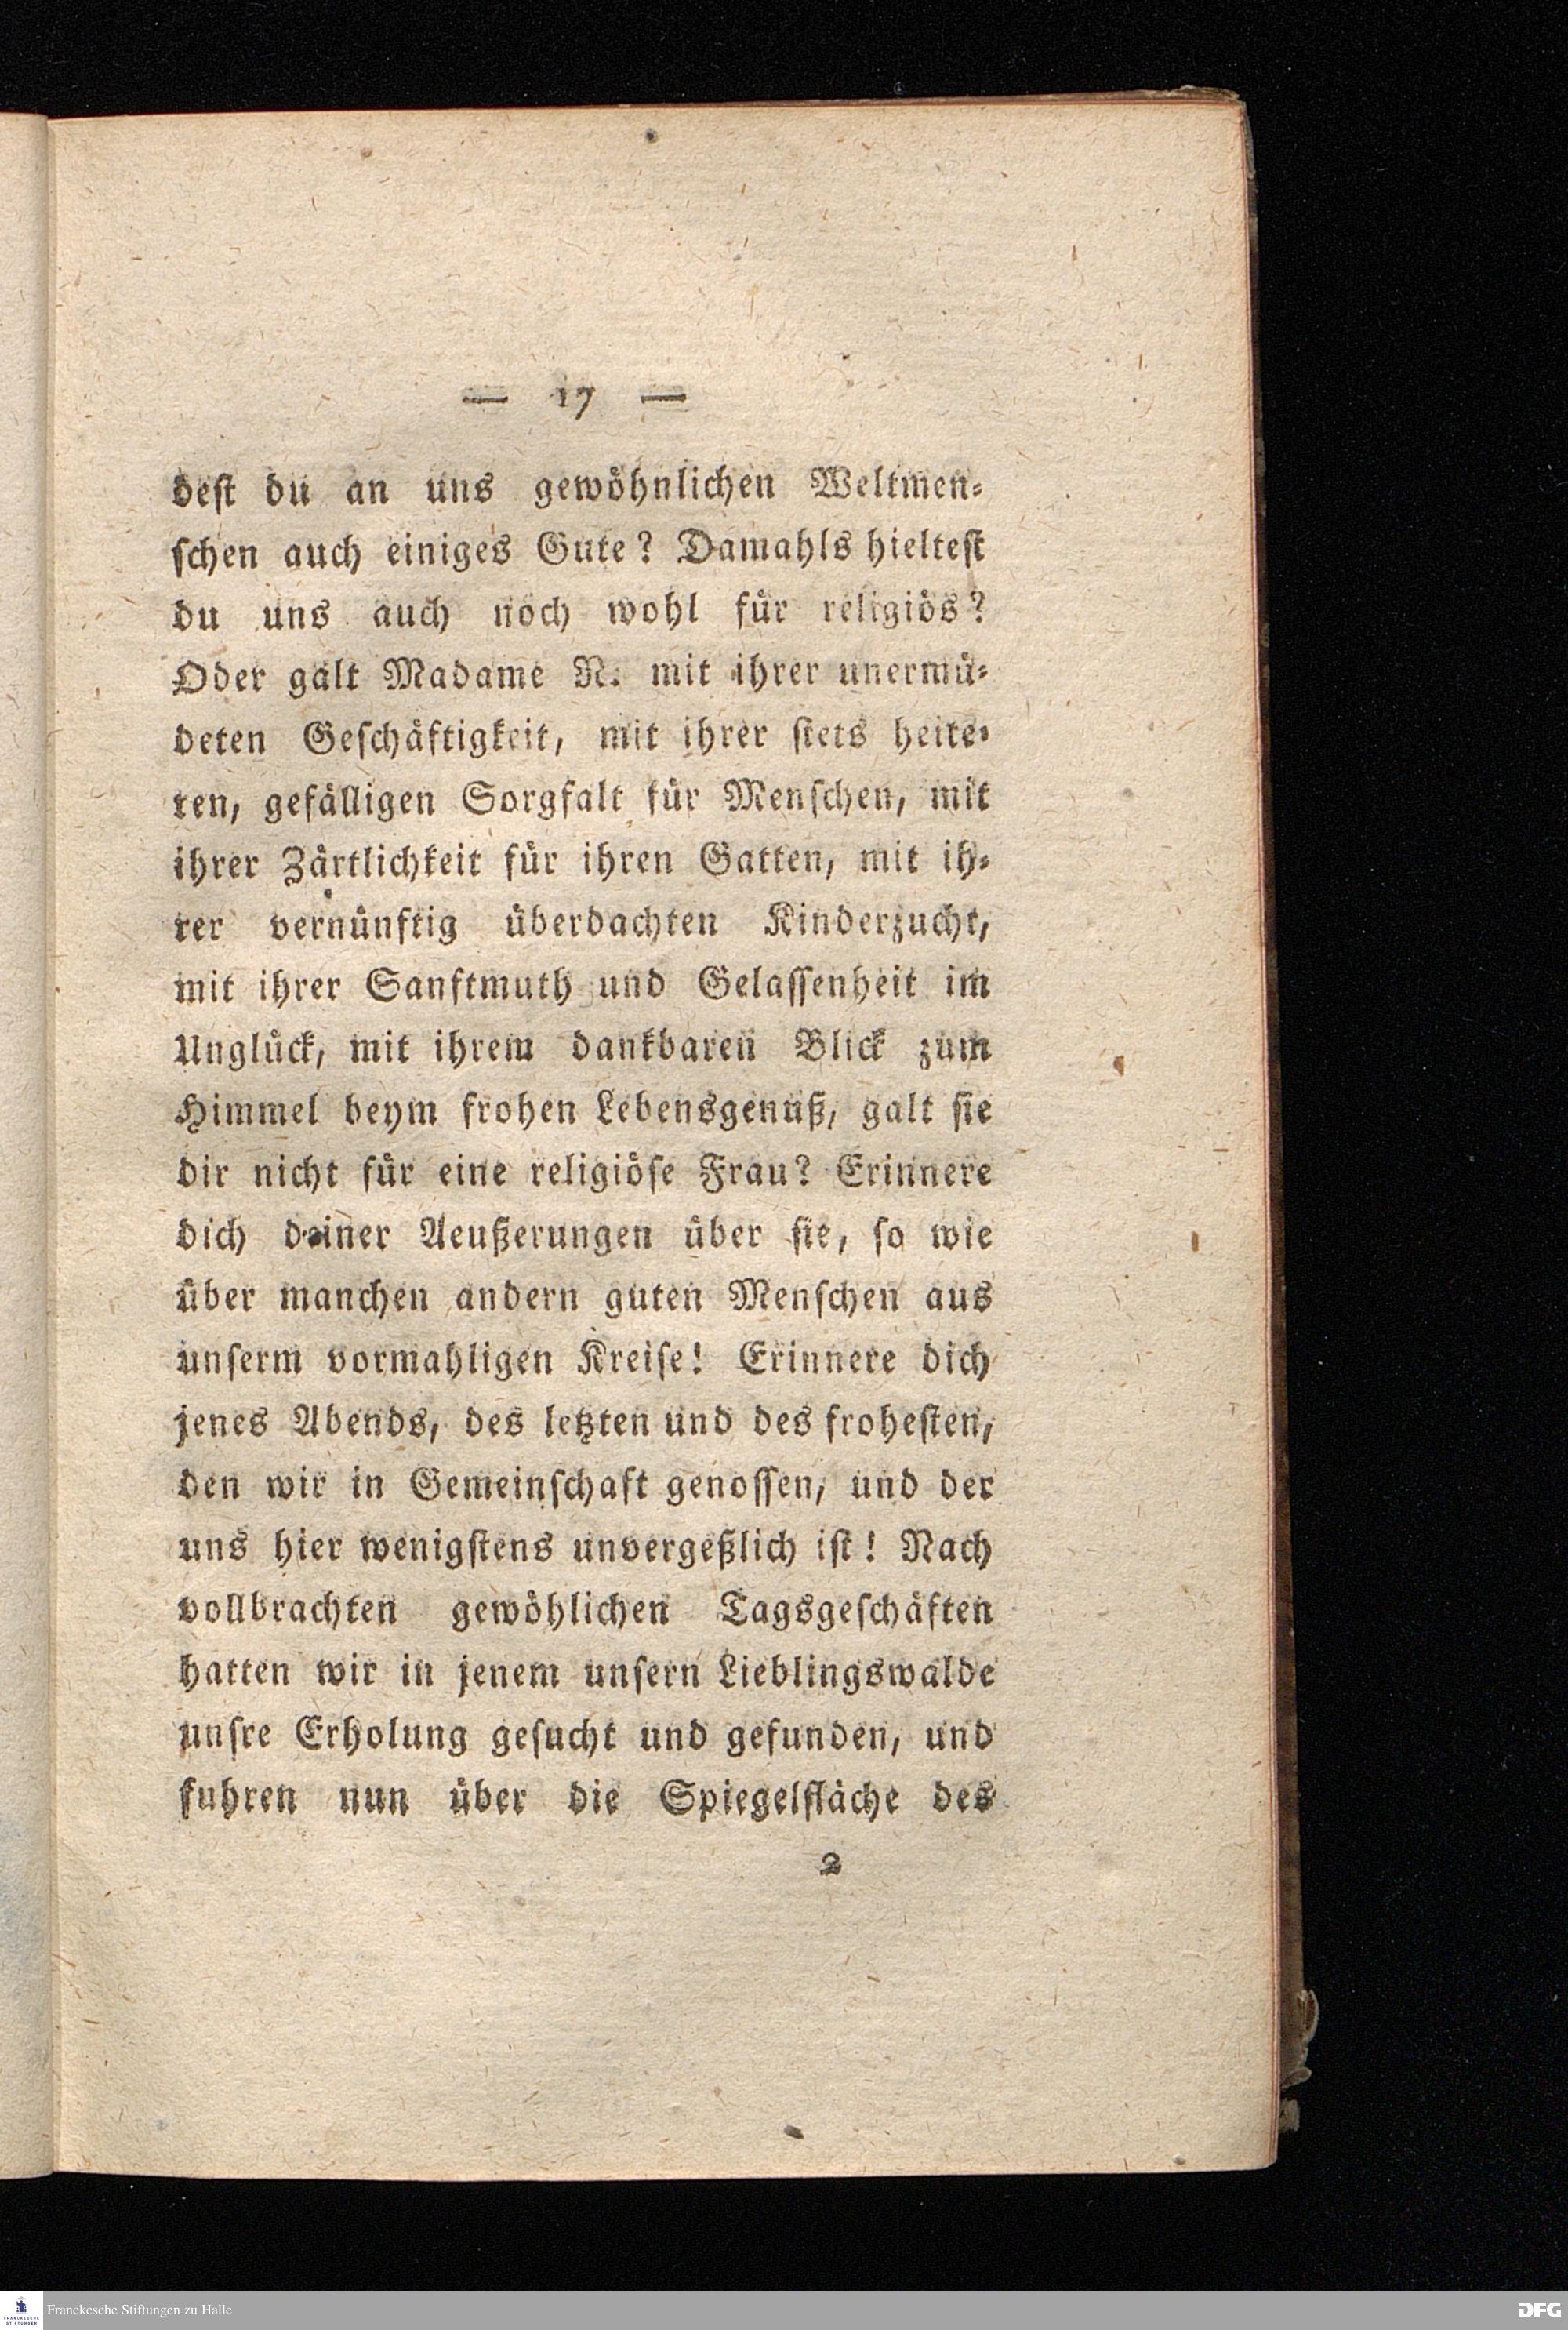 — 17 —
deſt du an uns gewöhnlichen Weltmen⸗
ſchen auch einiges Gute? Damahls hielteſt
du uns auch noch wohl für religiös?
Oder galt Madame N. mit ihrer unermü⸗
deten Geſchäftigkeit, mit ihrer ſtets heite⸗
ren, gefälligen Sorgfalt für Menſchen, mit
ihrer Zärtlichkeit für ihren Gatten, mit ih⸗
rer vernünftig überdachten Kinderzucht,
mit ihrer Sanftmuth und Gelaſſenheit im
Unglück, mit ihrem dankbaren Blick zum
Himmel beym frohen Lebensgenuß, galt ſie
dir nicht für eine religiöſe Frau? Erinnere
dich deiner Aeußerungen über ſie, ſo wie
über manchen andern guten Menſchen aus
unſerm vormahligen Kreiſe! Erinnere dich
jenes Abends, des letzten und des froheſten,
den wir in Gemeinſchaft genoſſen, und der
uns hier wenigſtens unvergeßlich iſt! Nach
vollbrachten gewöhlichen Tagsgeſchäften
hatten wir in jenem unſern Lieblingswalde
unſre Erholung geſucht und gefunden, und
fuhren nun über die Spiegelfläche des
2
FRANCKESCHE
STIFTUNGEN
Franckesche Stiftungen zu Halle
DFG